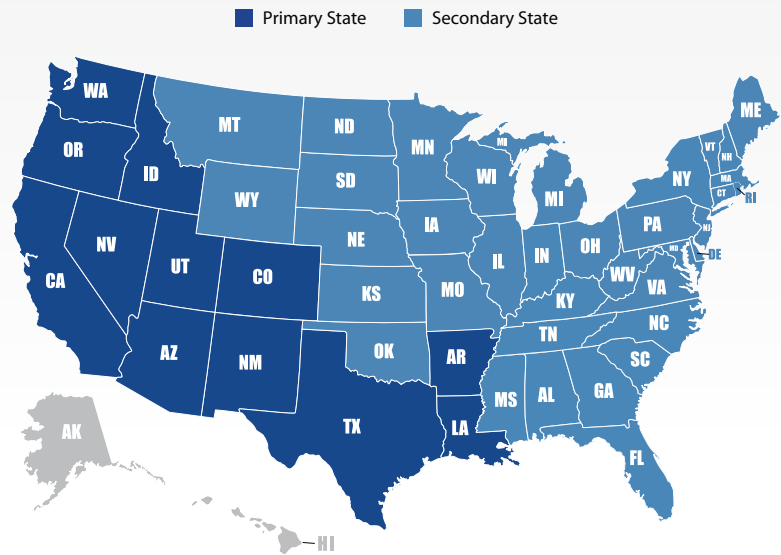 Primary State
Secondary State
WA
MT
ND
MN
MI
ME
VT
NH
OR
ID
WY
SD
WI
MI
NY
MA
CT
RI
NV
UT
CO
NE
IA
IL
IN
OH
PA
NJ
MD
DE
CA
KS
MO
KY
WV
VA
AZ
NM
OK
AR
TN
NC
SC
TX
LA
MS
AL
GA
FL
AK
HI